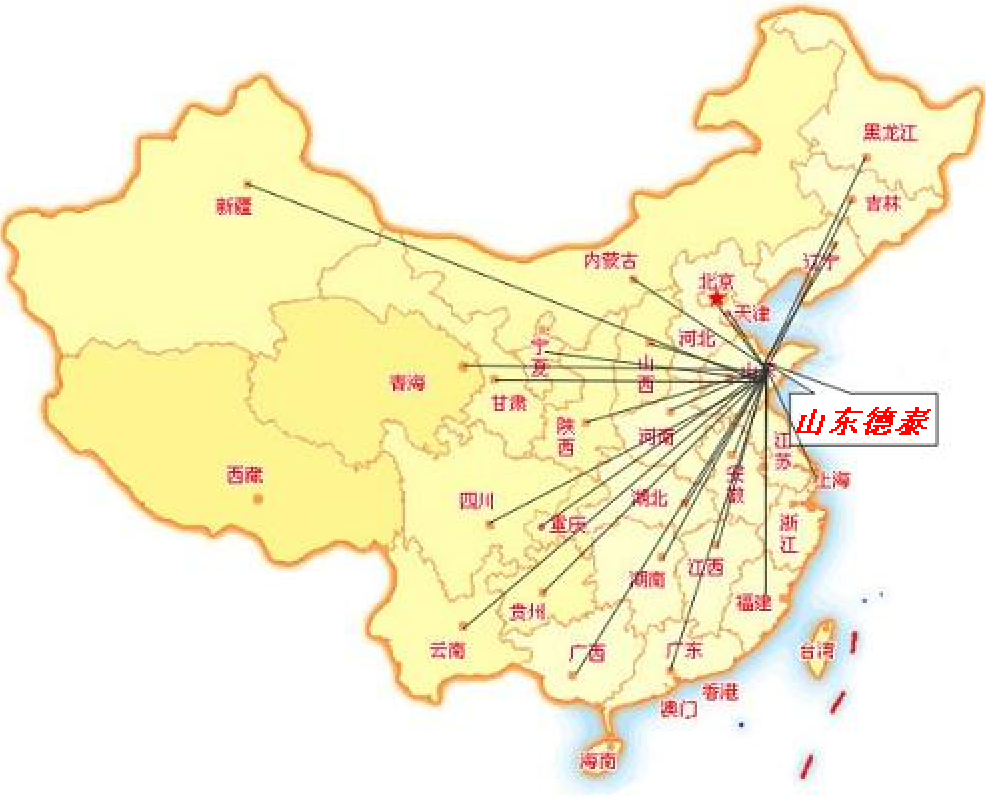 黑龙江
吉林
新疆
辽宁
内蒙古
北京
天津
河北
宁夏
山西
山东
青海
甘肃
山东德泰
陕西
河南
江苏
西藏
安徽
上海
四川
湖北
重庆
浙江
江西
湖南
福建
贵州
云南
广西
广东
台湾
香港
澳门
海南